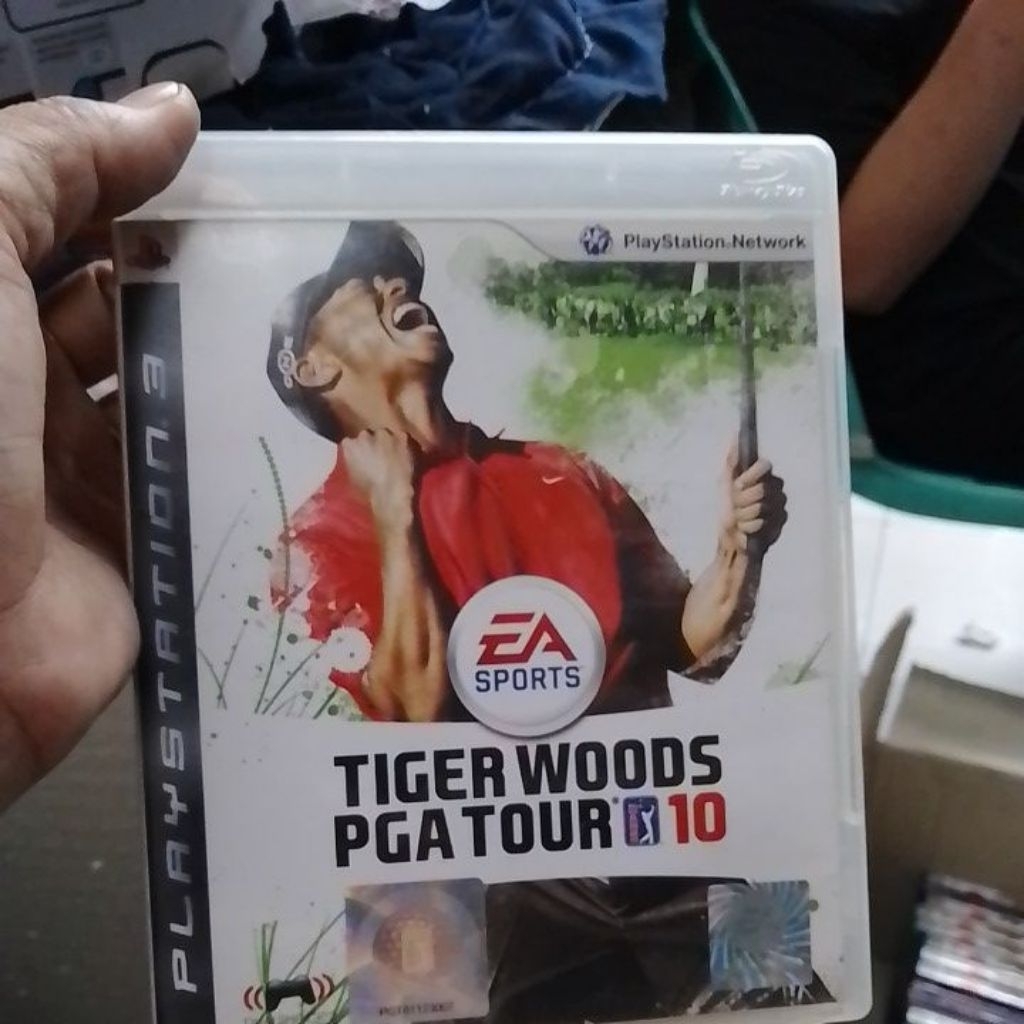 PlayStation®Network
PLAYSTATION 3
EA
SPORTS
TIGER WOODS
PGA TOUR 10